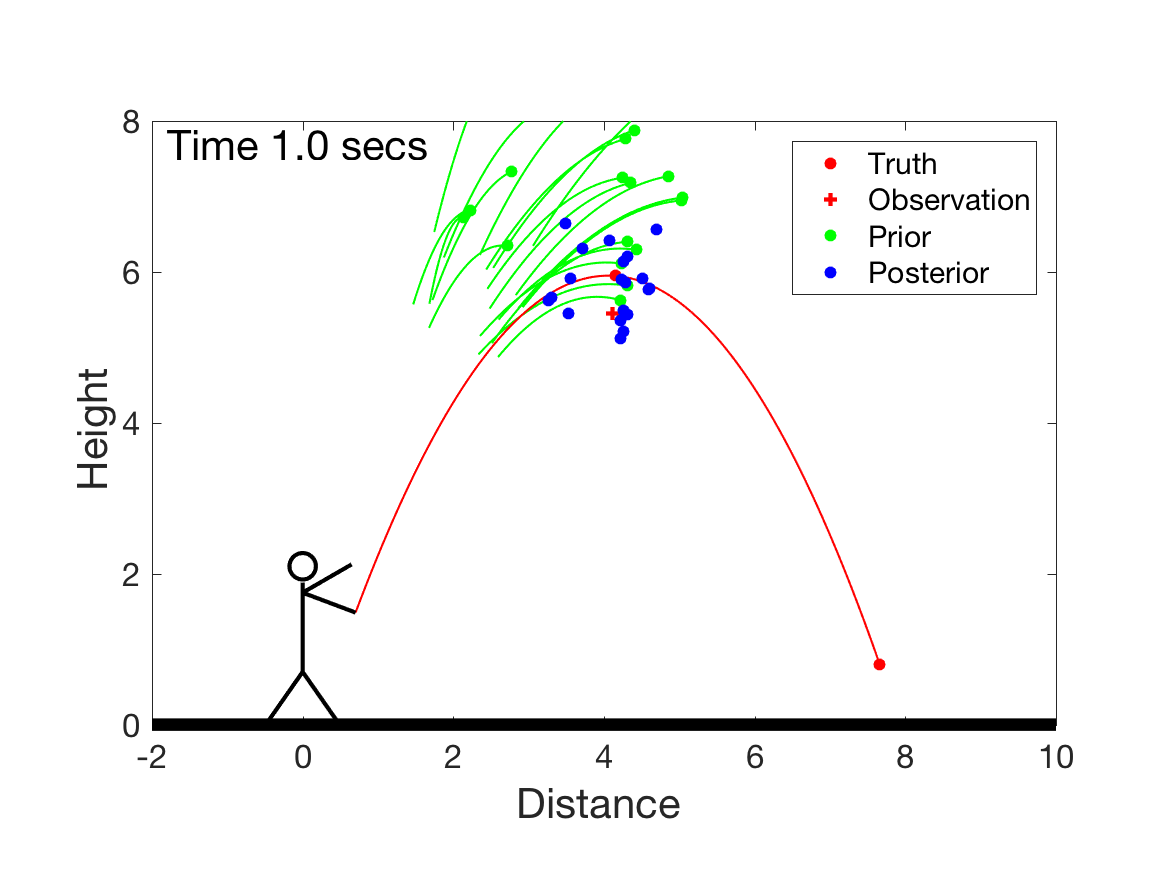 Time 1.0 secs
Truth
Observation
Prior
Posterior
8
6
4
2
0
Height
-2 0 2 4 6 8 10
Distance